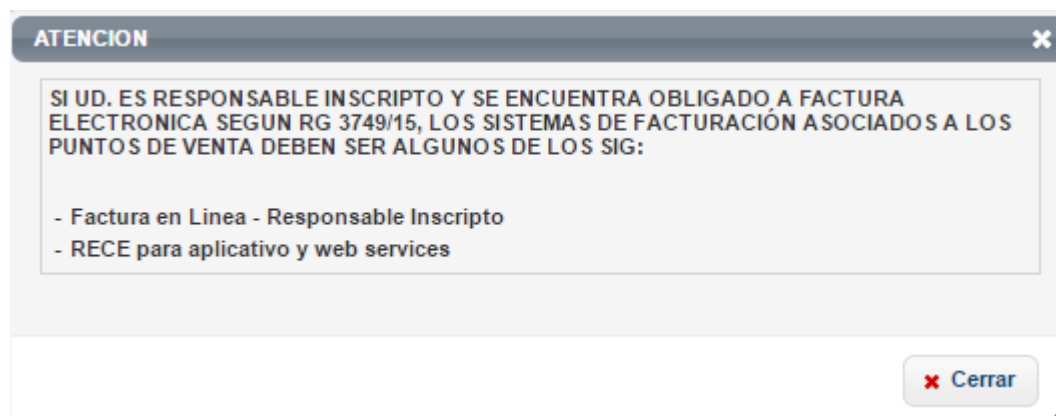 ATENCION
SI UD. ES RESPONSABLE INSCRIPTO Y SE ENCUENTRA OBLIGADO A FACTURA
ELECTRONICA SEGUN RG 3749/15, LOS SISTEMAS DE FACTURACIÓN ASOCIADOS A LOS
PUNTOS DE VENTA DEBEN SER ALGUNOS DE LOS SIG:
- Factura en Linea - Responsable Inscripto
- RECE para aplicativo y web services
Cerrar